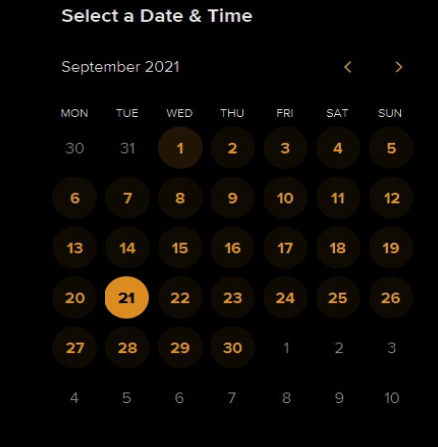 Select a Date & Time
September 2021
MON TUE WED THU FRI SAT SUN
30 31 1 2 3 4 5
6 7 8 9 10 11 12
13 14 15 16 17 18 19
20 21 22 23 24 25 26
27 28 29 30 1 2 3
4 5 6 7 8 9 10